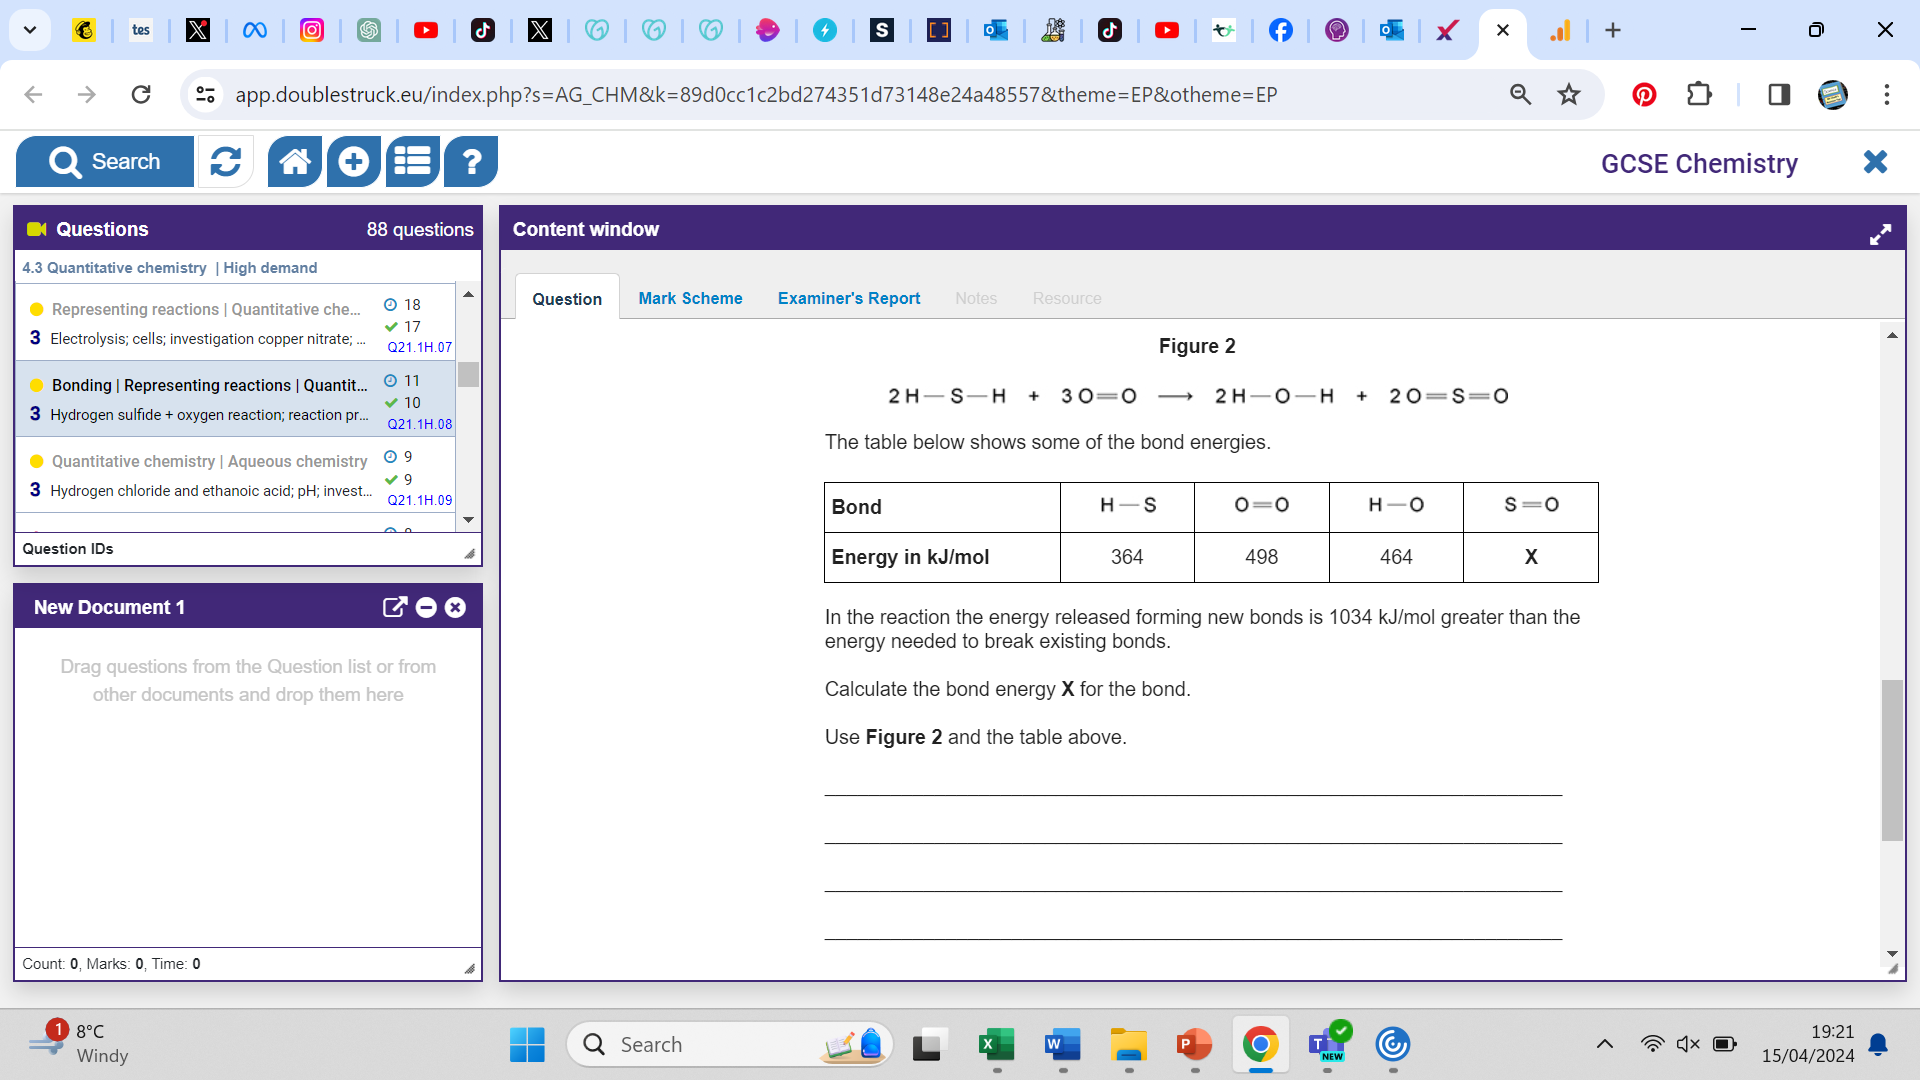 tes
app.doublestruck.eu/index.php?s=AG_CHM&k=89d0cc1c2bd274351d73148e24a48557&theme=EP&otheme=EP
Search
?
GCSE Chemistry
Questions 88 questions
4.3 Quantitative chemistry | High demand
Representing reactions | Quantitative che... 18
17
3 Electrolysis; cells; investigation copper nitrate; ... Q21.1H.07
Bonding | Representing reactions | Quantit... 11
10
3 Hydrogen sulfide + oxygen reaction; reaction pr... Q21.1H.08
Quantitative chemistry | Aqueous chemistry 9
9
3 Hydrogen chloride and ethanoic acid; pH; invest... Q21.1H.09
Question IDs
New Document 1
Drag questions from the Question list or from
other documents and drop them here
Count: 0, Marks: 0, Time: 0
Content window
Question Mark Scheme Examiner's Report Notes Resource
Figure 2
2 H — S — H + 3 O = O ⟶ 2 H — O — H + 2 O = S = O
The table below shows some of the bond energies.
Bond H — S O = O H — O S = O
Energy in kJ/mol 364 498 464 X
In the reaction the energy released forming new bonds is 1034 kJ/mol greater than the
energy needed to break existing bonds.
Calculate the bond energy X for the bond.
Use Figure 2 and the table above.
1
8°C
Windy
Search
NEW
19:21
15/04/2024